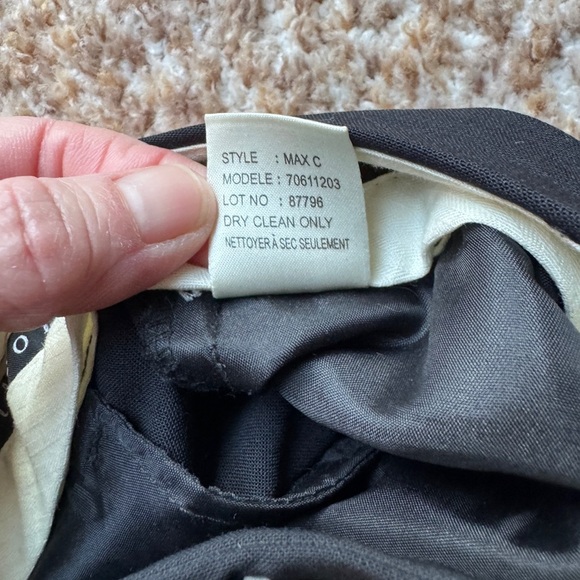 STYLE : MAX C
MODELE : 70611203
LOT NO : 87796
DRY CLEAN ONLY
NETTOYER À SEC SEULEMENT